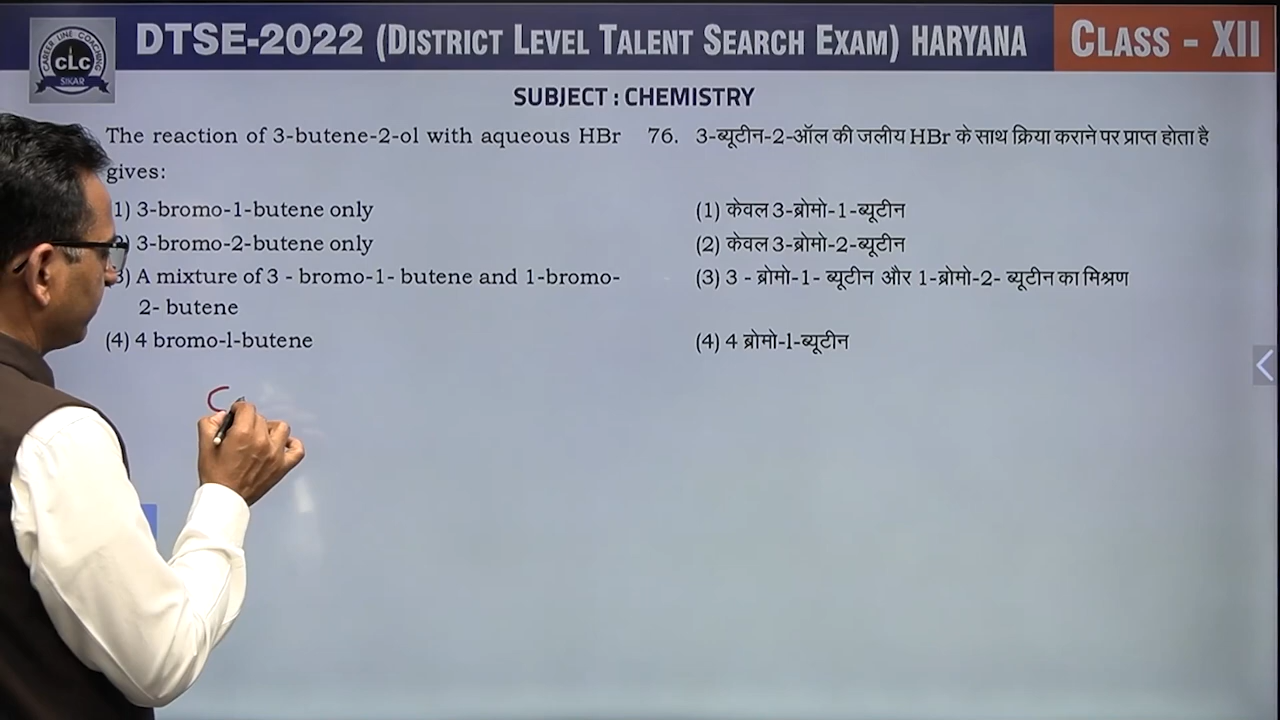 CAREER LINE COACHING
CLC
SIKAR
DTSE-2022 (DISTRICT LEVEL TALENT SEARCH EXAM) HARYANA
CLASS - XII
SUBJECT : CHEMISTRY
The reaction of 3-butene-2-ol with aqueous HBr
gives:
1) 3-bromo-1-butene only
) 3-bromo-2-butene only
3) A mixture of 3 - bromo-1- butene and 1-bromo-
2- butene
(4) 4 bromo-l-butene
76. 3-ब्यूटीन-2-ऑल की जलीय HBr के साथ क्रिया कराने पर प्राप्त होता है
(1) केवल 3-ब्रोमो-1-ब्यूटीन
(2) केवल 3-ब्रोमो-2-ब्यूटीन
(3) 3 - ब्रोमो-1- ब्यूटीन और 1-ब्रोमो-2- ब्यूटीन का मिश्रण
(4) 4 ब्रोमो-l-ब्यूटीन
C